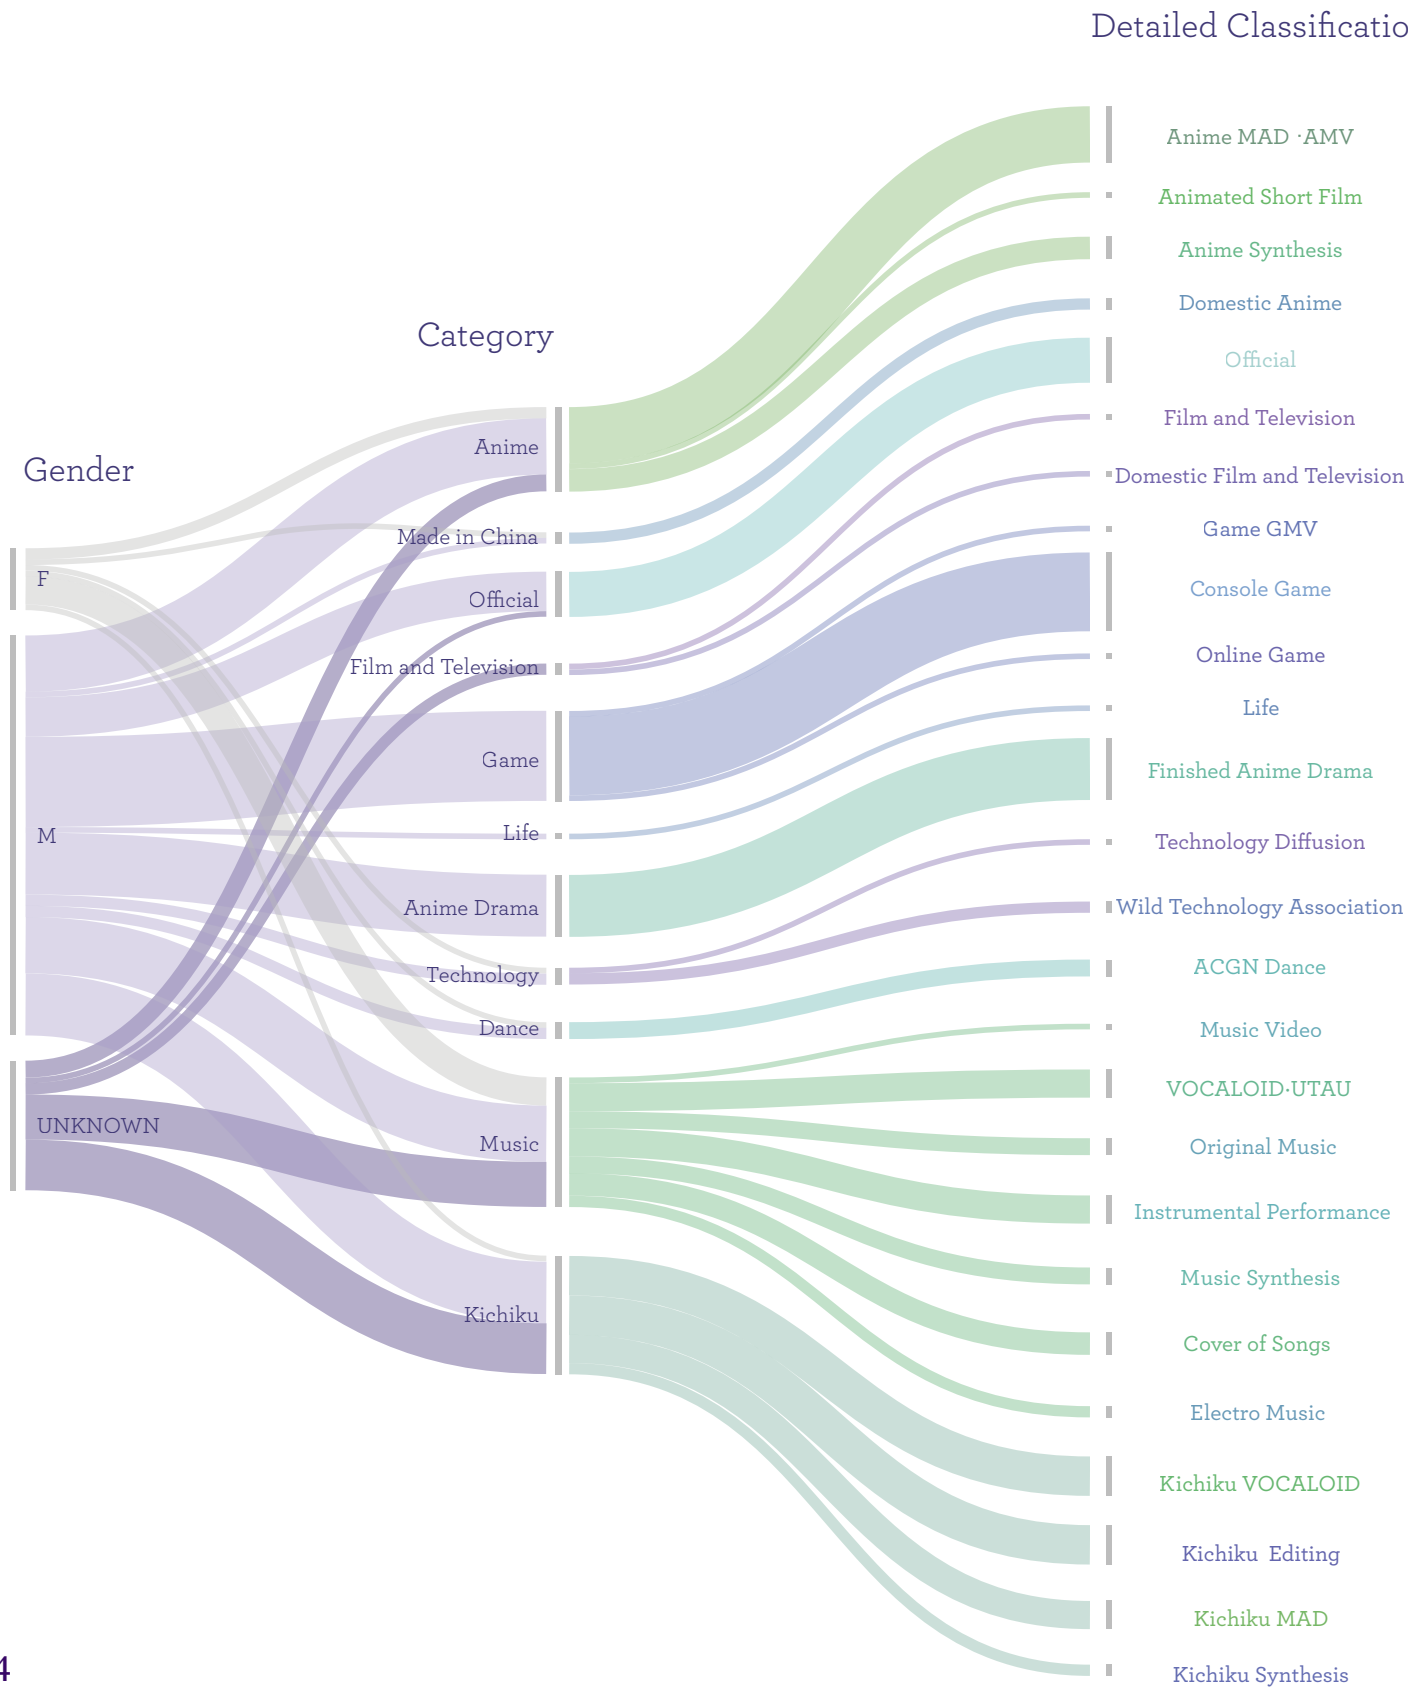 Detailed Classificatio
Anime MAD ·AMV
Animated Short Film
Anime Synthesis
Domestic Anime
Category
Official
Film and Television
Anime
Gender
Domestic Film and Television
Game GMV
Made in China
F
Console Game
Official
Online Game
Film and Television
Life
Game
Finished Anime Drama
Life
M
Technology Diffusion
Anime Drama
Wild Technology Association
ACGN Dance
Technology
Dance
Music Video
VOCALOID·UTAU
UNKNOWN
Music
Original Music
Instrumental Performance
Music Synthesis
Kichiku
Cover of Songs
Electro Music
Kichiku VOCALOID
Kichiku Editing
Kichiku MAD
4
Kichiku Synthesis